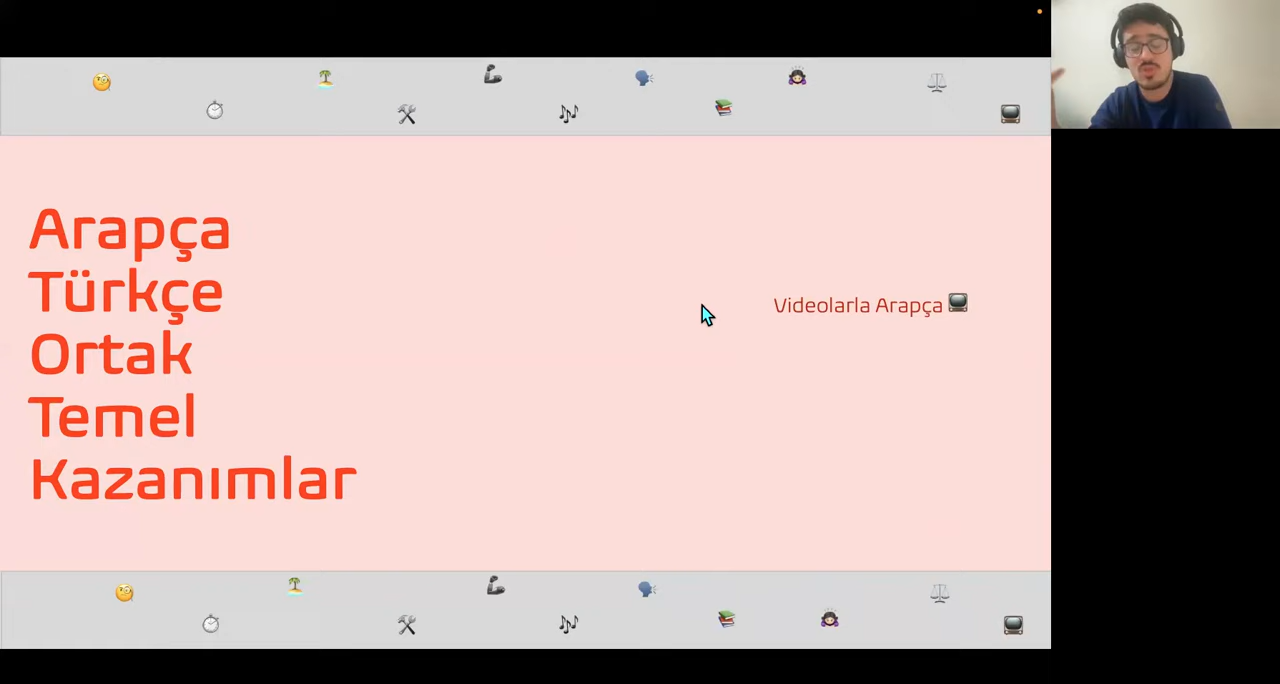 Arapça
Türkçe
Ortak
Temel
Kazanımlar
Videolarla Arapça